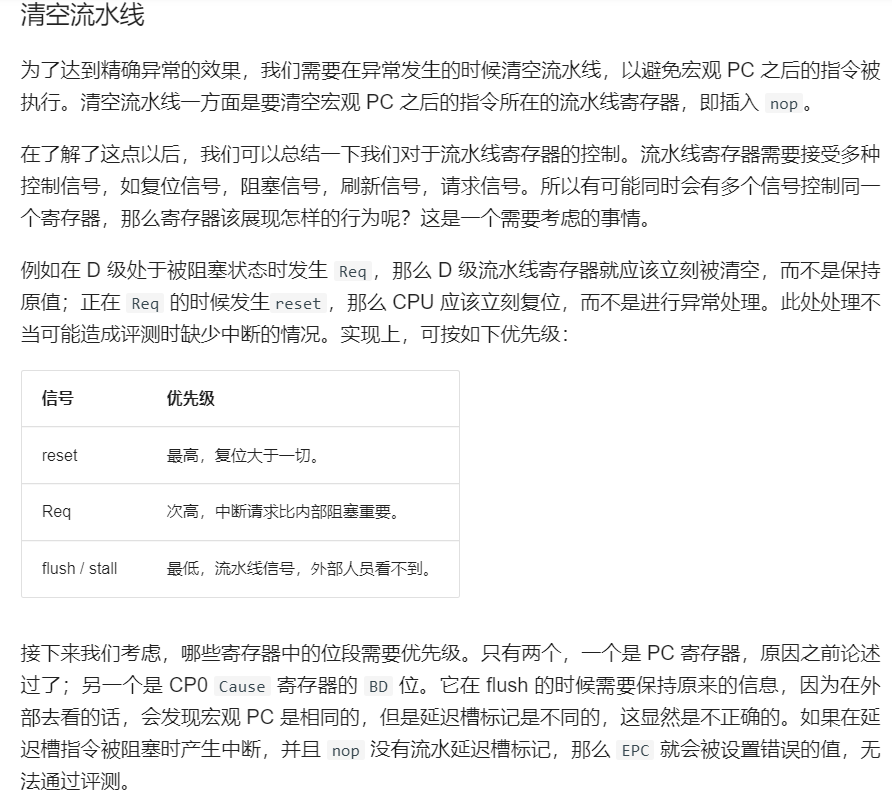 清空流水线
为了达到精确异常的效果，我们需要在异常发生的时候清空流水线，以避免宏观 PC 之后的指令被
执行。清空流水线一方面是要清空宏观 PC 之后的指令所在的流水线寄存器，即插入 nop 。
在了解了这点以后，我们可以总结一下我们对于流水线寄存器的控制。流水线寄存器需要接受多种
控制信号，如复位信号，阻塞信号，刷新信号，请求信号。所以有可能同时会有多个信号控制同一
个寄存器，那么寄存器该展现怎样的行为呢？这是一个需要考虑的事情。
例如在 D 级处于被阻塞状态时发生 Req ，那么 D 级流水线寄存器就应该立刻被清空，而不是保持
原值；正在 Req 的时候发生 reset ，那么 CPU 应该立刻复位，而不是进行异常处理。此处处理不
当可能造成评测时缺少中断的情况。实现上，可按如下优先级：
信号 优先级
reset 最高，复位大于一切。
Req 次高，中断请求比内部阻塞重要。
flush / stall 最低，流水线信号，外部人员看不到。
接下来我们考虑，哪些寄存器中的位段需要优先级。只有两个，一个是 PC 寄存器，原因之前论述
过了；另一个是 CP0 Cause 寄存器的 BD 位。它在 flush 的时候需要保持原来的信息，因为在外
部去看的话，会发现宏观 PC 是相同的，但是延迟槽标记是不同的，这显然是不正确的。如果在延
迟槽指令被阻塞时产生中断，并且 nop 没有流水延迟槽标记，那么 EPC 就会被设置错误的值，无
法通过评测。